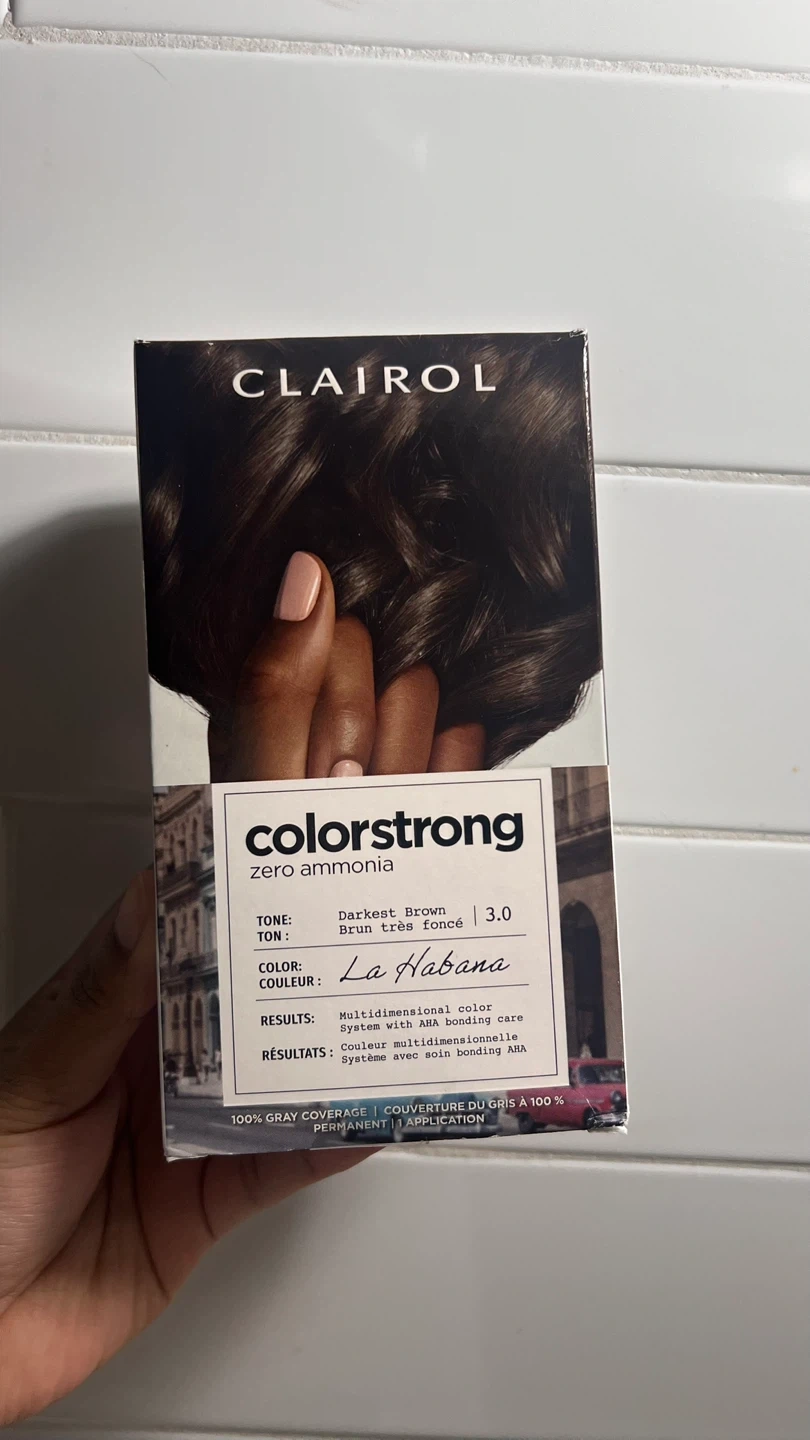 CLAIROL
colorstrong
zero ammonia
TONE: Darkest Brown | 3.0
TON : Brun très foncé
COLOR: La Habana
COULEUR :
RESULTS: Multidimensional color
System with AHA bonding care
RÉSULTATS : Couleur multidimensionnelle
Système avec soin bonding AHA
100% GRAY COVERAGE | COUVERTURE DU GRIS À 100 %
PERMANENT | 1 APPLICATION